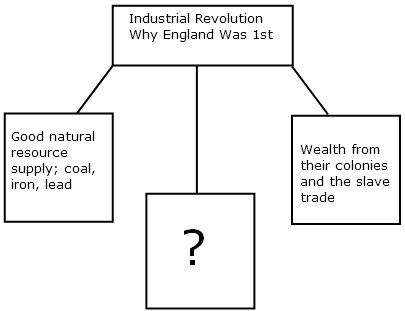 Industrial Revolution
Why England Was 1st
Good natural
resource
supply; coal,
iron, lead
?
Wealth from
their colonies
and the slave
trade